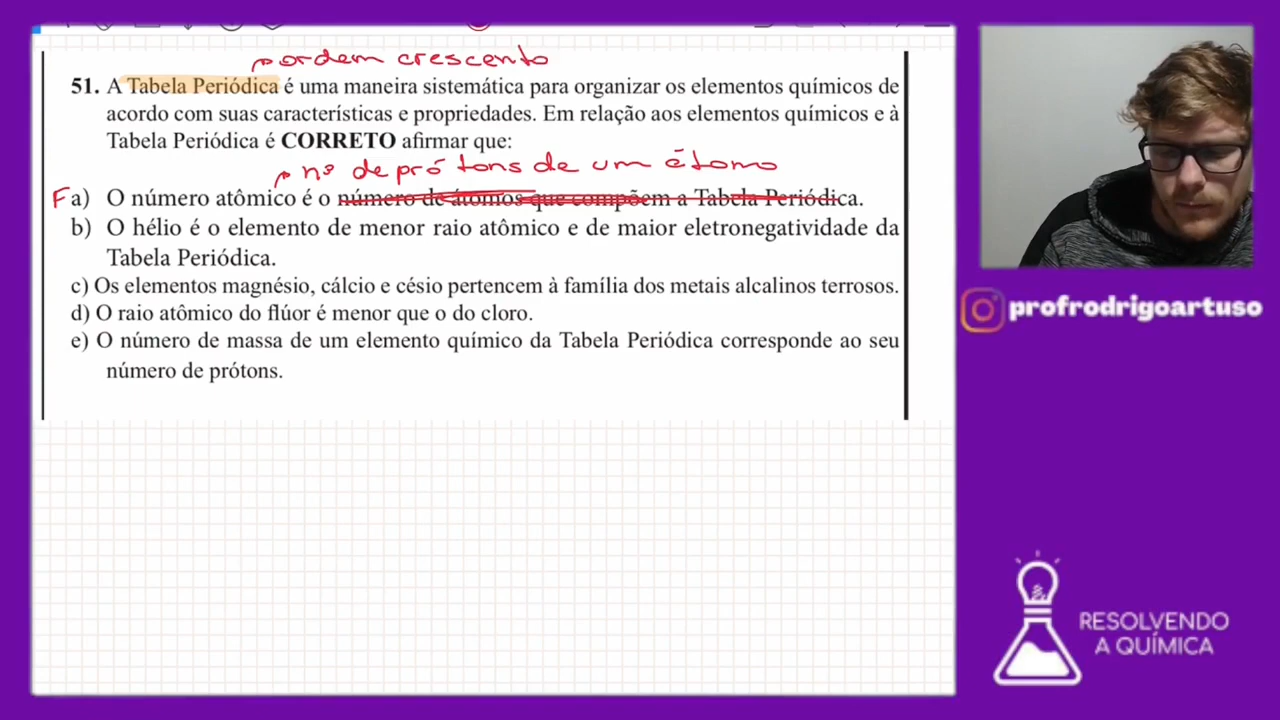 ordem crescento
51. A Tabela Periódica é uma maneira sistemática para organizar os elementos químicos de
acordo com suas características e propriedades. Em relação aos elementos químicos e à
Tabela Periódica é CORRETO afirmar que:
nº de prótons de um átomo
F a) O número atômico é o número de átomos que compõem a Tabela Periódica.
b) O hélio é o elemento de menor raio atômico e de maior eletronegatividade da
Tabela Periódica.
c) Os elementos magnésio, cálcio e césio pertencem à família dos metais alcalinos terrosos.
d) O raio atômico do flúor é menor que o do cloro.
e) O número de massa de um elemento químico da Tabela Periódica corresponde ao seu
número de prótons.
profrodrigoartuso
RESOLVENDO
A QUÍMICA